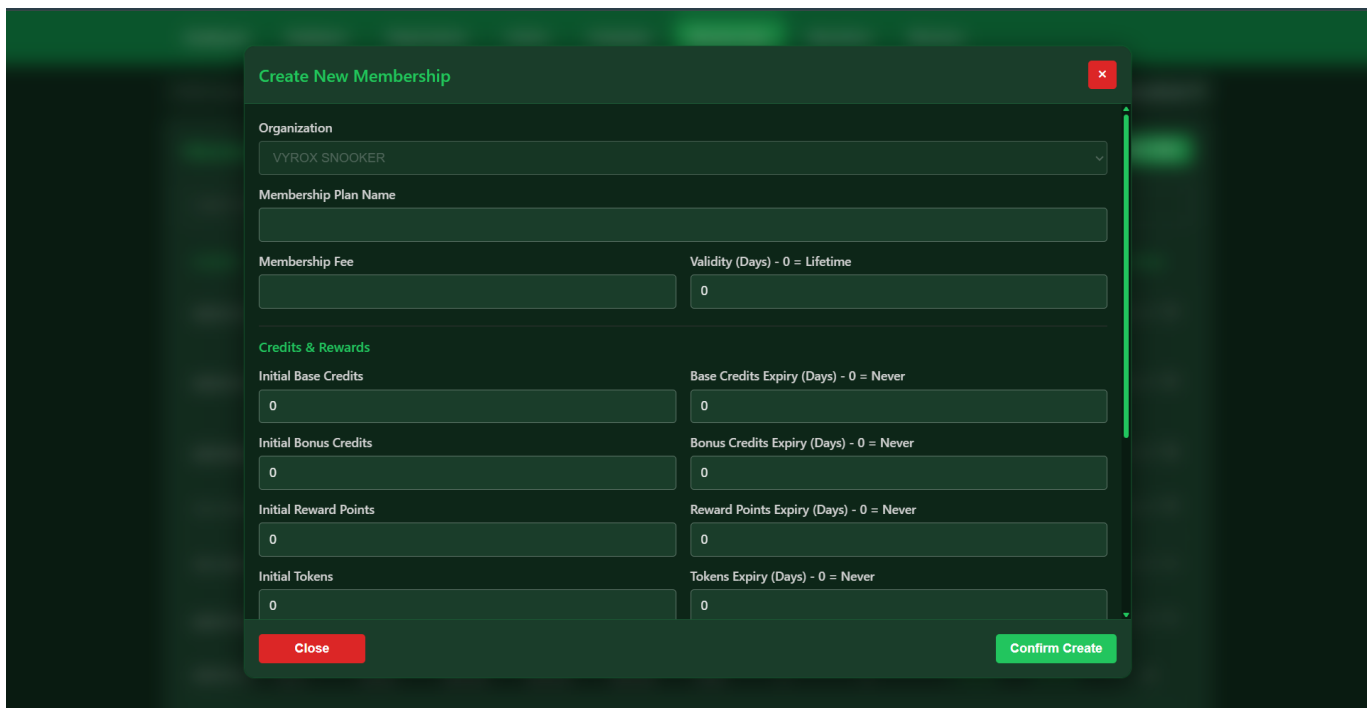 Create New Membership
×
Organization
VYROX SNOOKER
Membership Plan Name
Membership Fee
Validity (Days) - 0 = Lifetime
0
Credits & Rewards
Initial Base Credits
Base Credits Expiry (Days) - 0 = Never
0
0
Initial Bonus Credits
Bonus Credits Expiry (Days) - 0 = Never
0
0
Initial Reward Points
Reward Points Expiry (Days) - 0 = Never
0
0
Initial Tokens
Tokens Expiry (Days) - 0 = Never
0
0
Close
Confirm Create